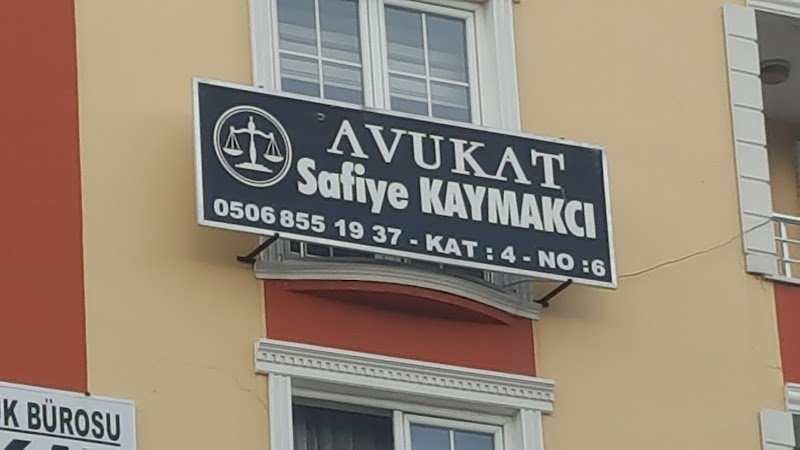 AVUKAT
Safiye KAYMAKCI
0506 855 19 37 - KAT : 4 - NO : 6
BÜROSU